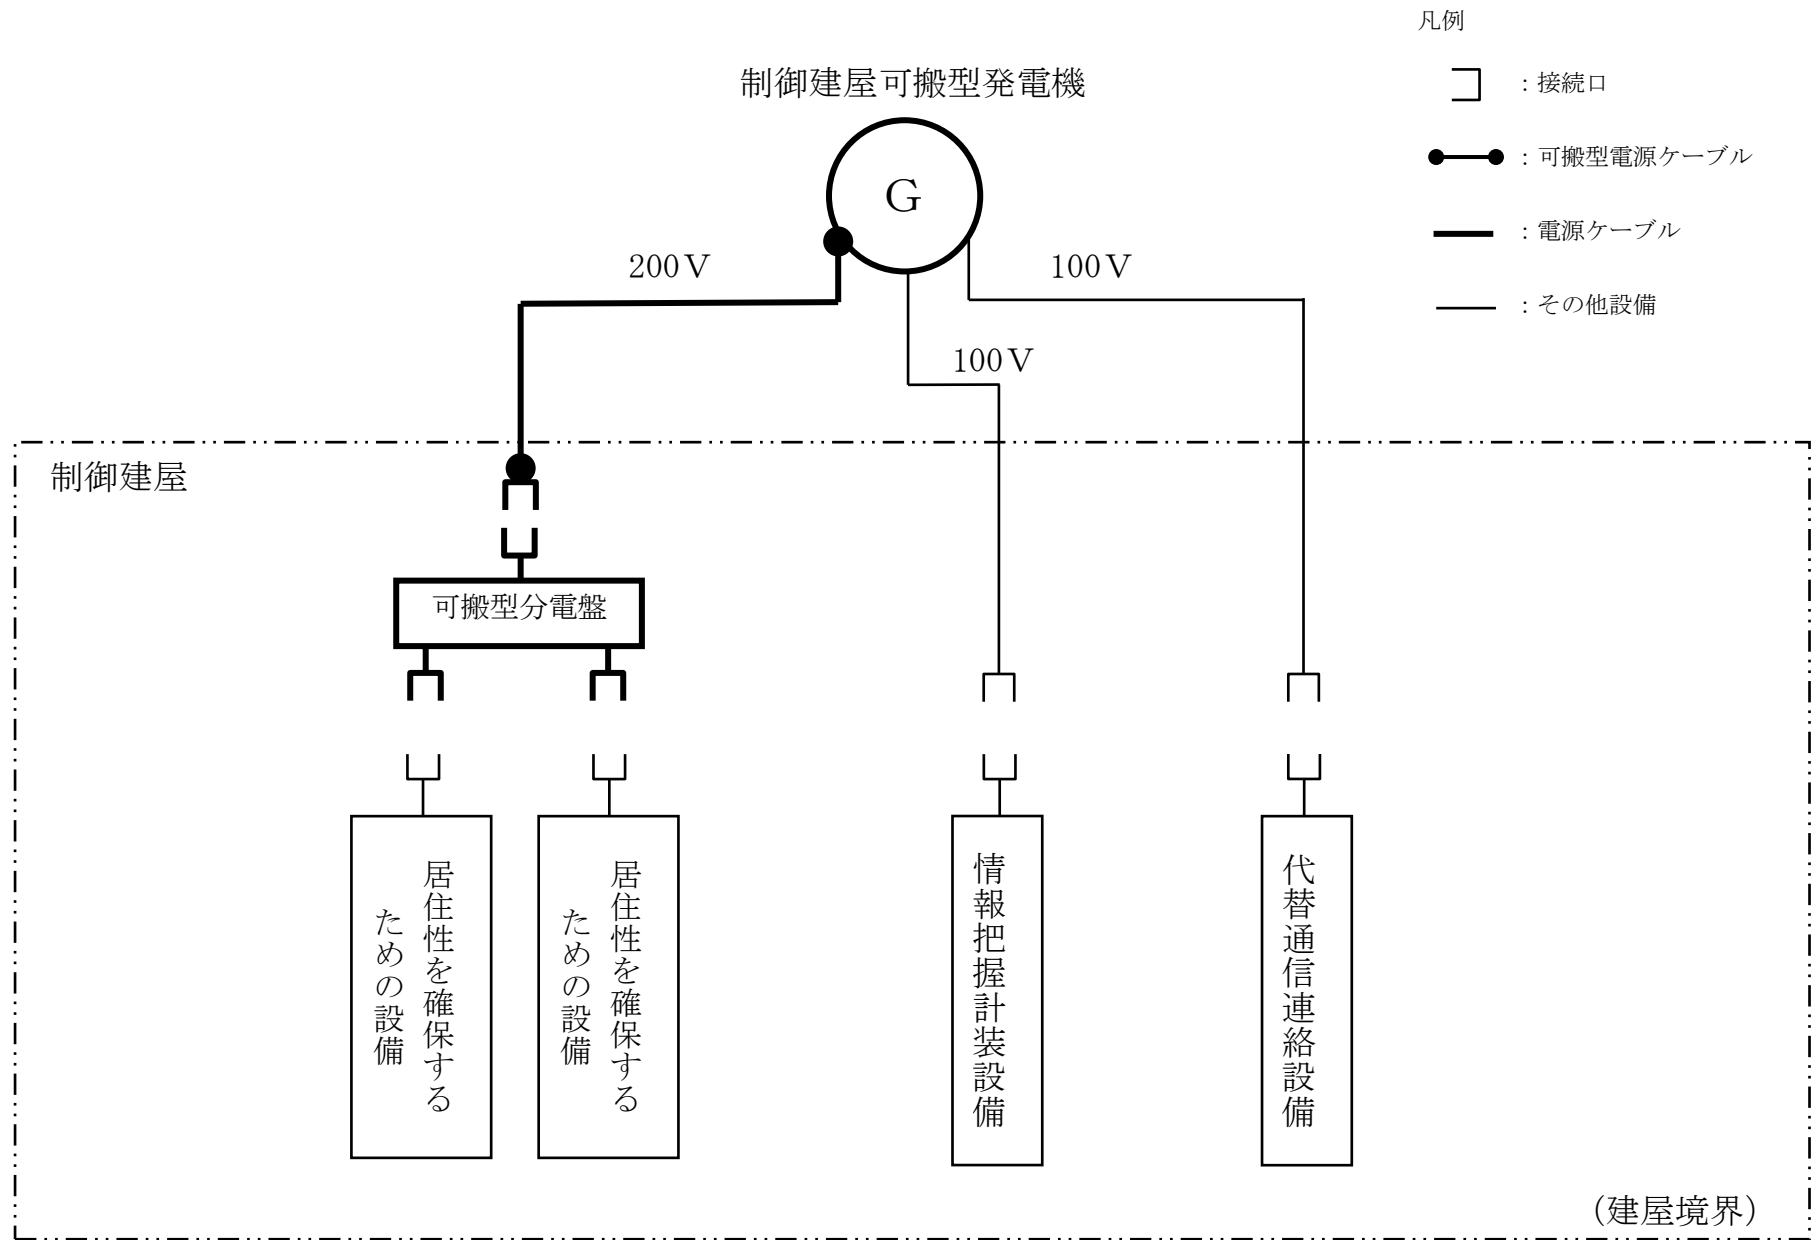 凡例
制御建屋可搬型発電機
：接続口
：可搬型電源ケーブル
G
：電源ケーブル
200V
100V
：その他設備
100V
制御建屋
可搬型分電盤
居住性を確保する
ための設備
居住性を確保する
ための設備
情報把握計装設備
代替通信連絡設備
（建屋境界）